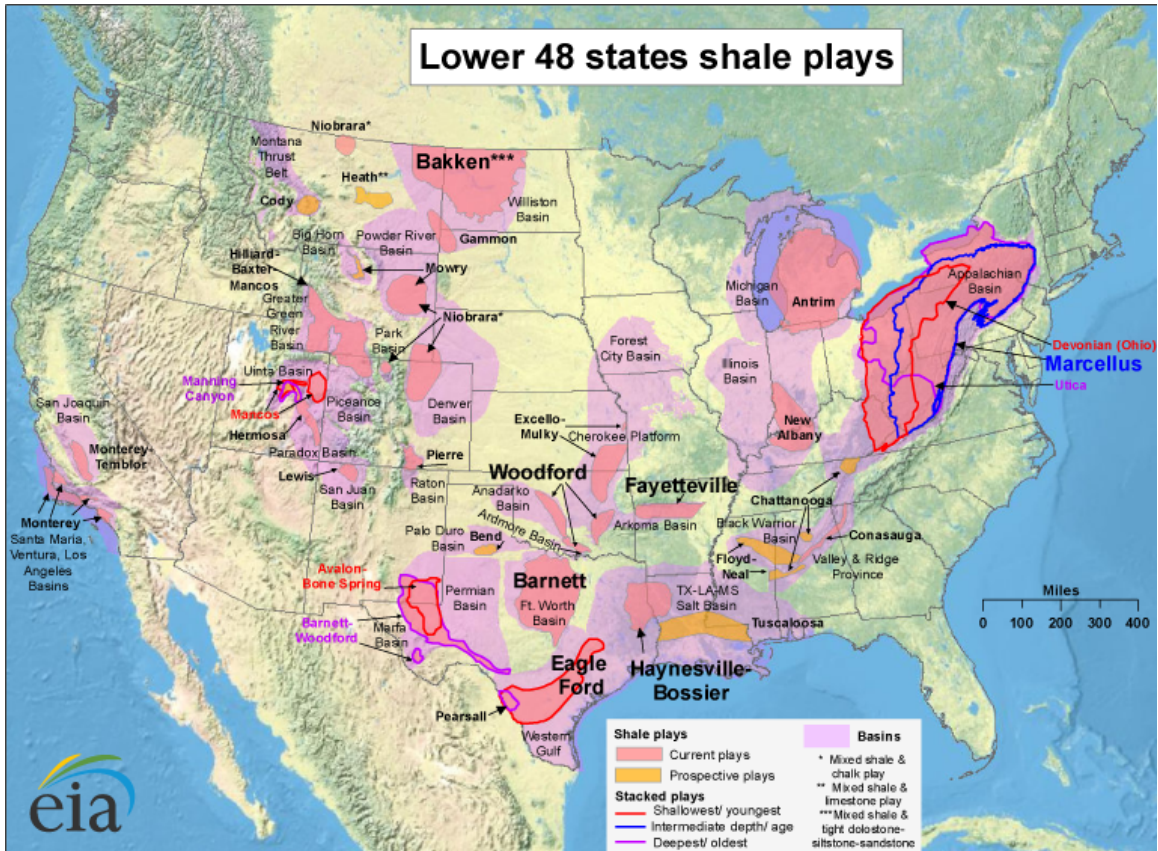 Lower 48 states shale plays
Niobrara*
Montana
Thrust
Belt
Bakken***
Heath**
Cody
Williston
Basin
Big Horn
Basin
Powder River
Basin
Gammon
Hilliard-
Baxter-
Mancos
Mowry
Greater
Green
River
Basin
Niobrara*
Park
Basin
Michigan
Basin
Antrim
Appalachian
Basin
Devonian (Ohio)
Marcellus
Utica
Forest
City Basin
Illinois
Basin
Uinta Basin
Manning
Canyon
Mancos
Piceance
Basin
Denver
Basin
San Joaquin
Basin
Hermosa
Monterey-
Temblor
Paradox Basin
Excello-
Mulky
Cherokee Platform
New
Albany
Lewis
San Juan
Basin
Pierre
Raton
Basin
Woodford
Anadarko
Basin
Fayetteville
Arkoma Basin
Chattanooga
Black Warrior
Basin
Conasauga
Monterey
Santa Maria,
Ventura, Los
Angeles
Basins
Palo Duro
Basin
Bend
Ardmore Basin
Floyd-
Neal
Valley & Ridge
Province
Avalon-
Bone Spring
Permian
Basin
Barnett
Ft. Worth
Basin
TX-LA-MS
Salt Basin
Tuscaloosa
Miles
0 100 200 300 400
Barnett-
Woodford
Marfa
Basin
Eagle
Ford
Haynesville-
Bossier
Pearsall
Western
Gulf
Shale plays
Current plays
Prospective plays
Stacked plays
Shallowest/ youngest
Intermediate depth/ age
Deepest/ oldest
Basins
* Mixed shale &
chalk play
** Mixed shale &
limestone play
***Mixed shale &
tight dolostone-
siltstone-sandstone
eia